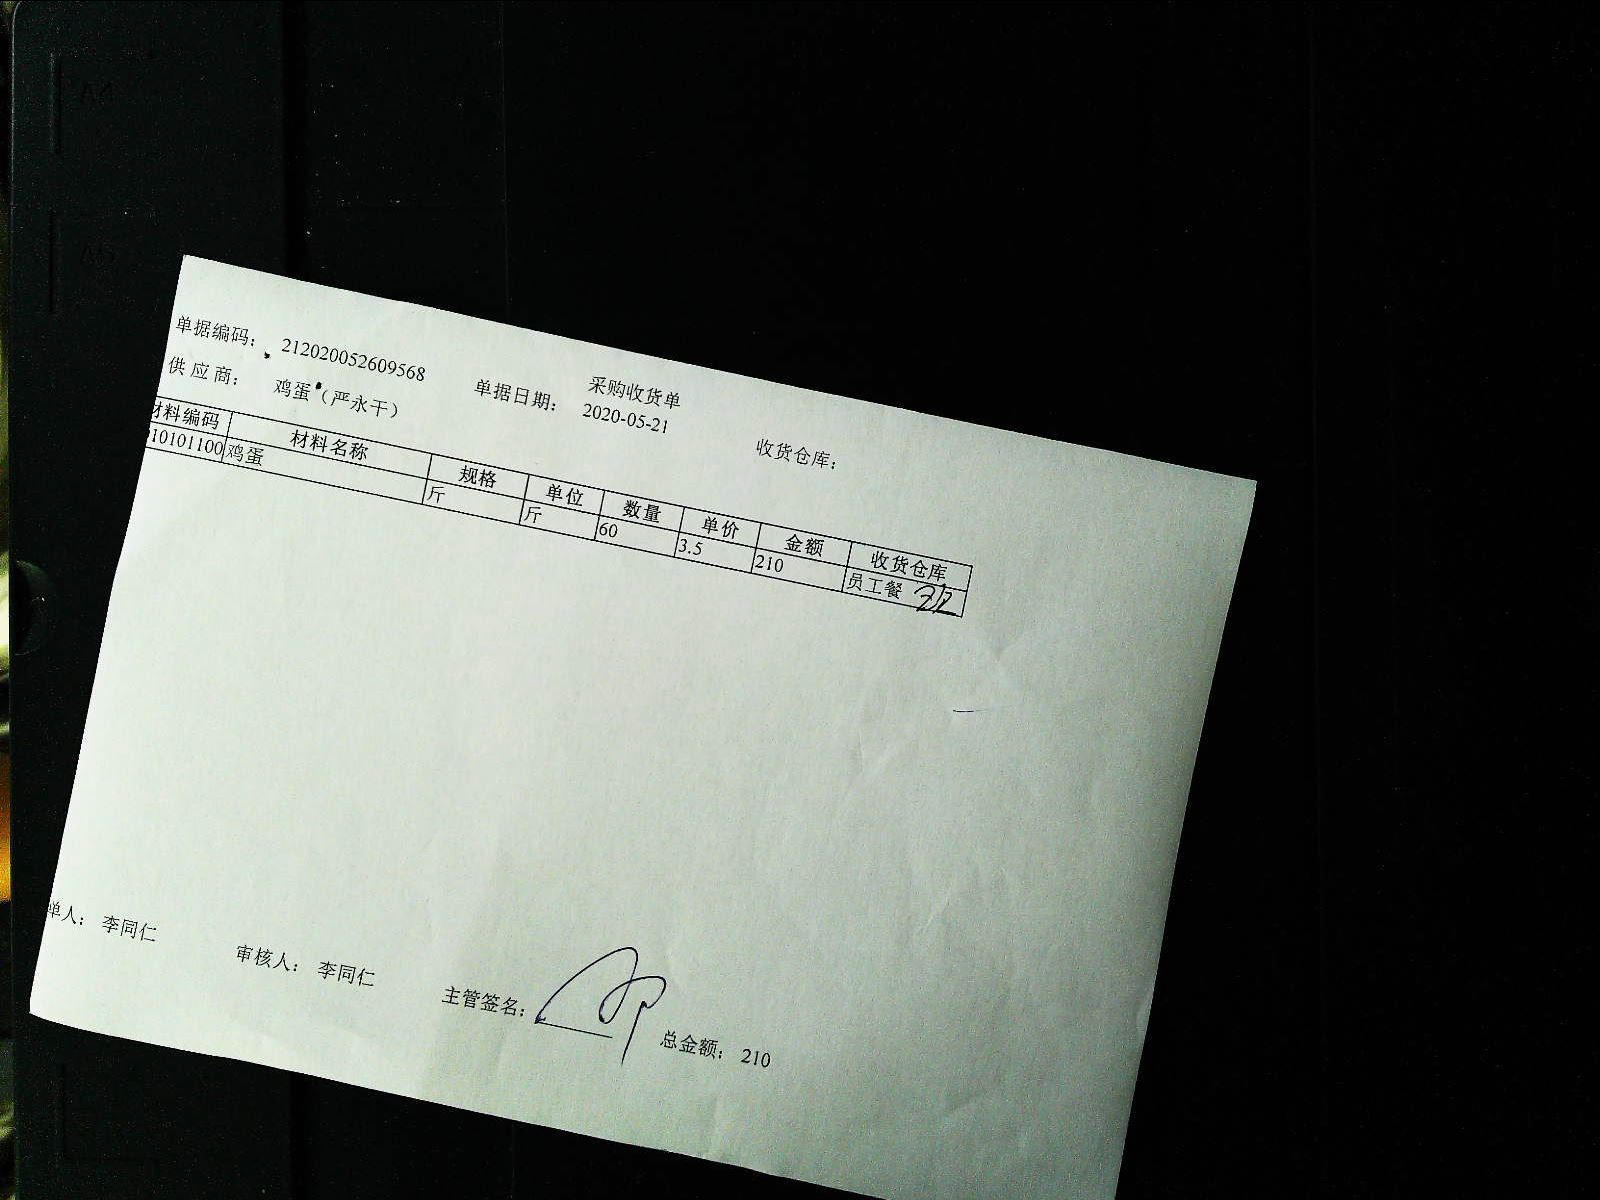 采购收货单
单据编码： 212020052609568 单据日期： 2020-05-21 收货仓库：
供应商： 鸡蛋（严永干）
材料编码 材料名称 规格 单位 数量 单价 金额 收货仓库
10101100 鸡蛋 斤 斤 60 3.5 210 员工餐
单人： 李同仁 审核人： 李同仁 主管签名： 总金额： 210
A4
A5